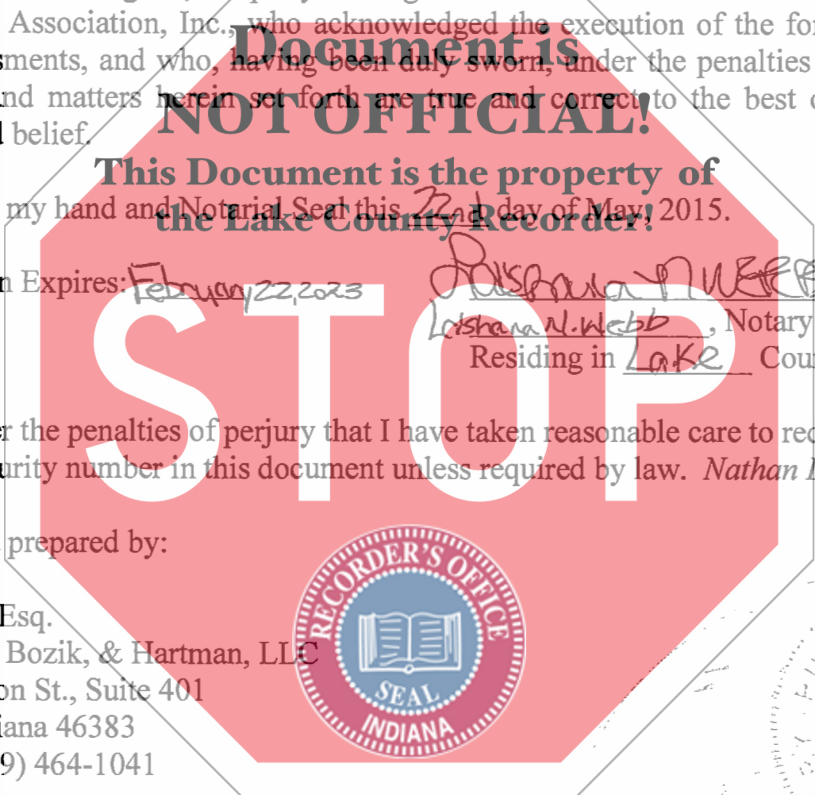 Association, Inc., who acknowledged the execution of the for
sments, and who, having been duly sworn, under the penalties
Document is
nd matters herein set forth are true and correct to the best o
NOT OFFICIAL!
belief.
This Document is the property of
my hand and Notarial Seal this 22nd day of May, 2015.
the Lake County Recorder!
n Expires: February 22, 2023
Latshana N. Webb, Notary
Residing in Lake Cou
STOP
r the penalties of perjury that I have taken reasonable care to red
urity number in this document unless required by law. Nathan
prepared by:
RECORDER'S OFFICE
SEAL
INDIANA
Esq.
Bozik, & Hartman, LLC
on St., Suite 401
iana 46383
9) 464-1041